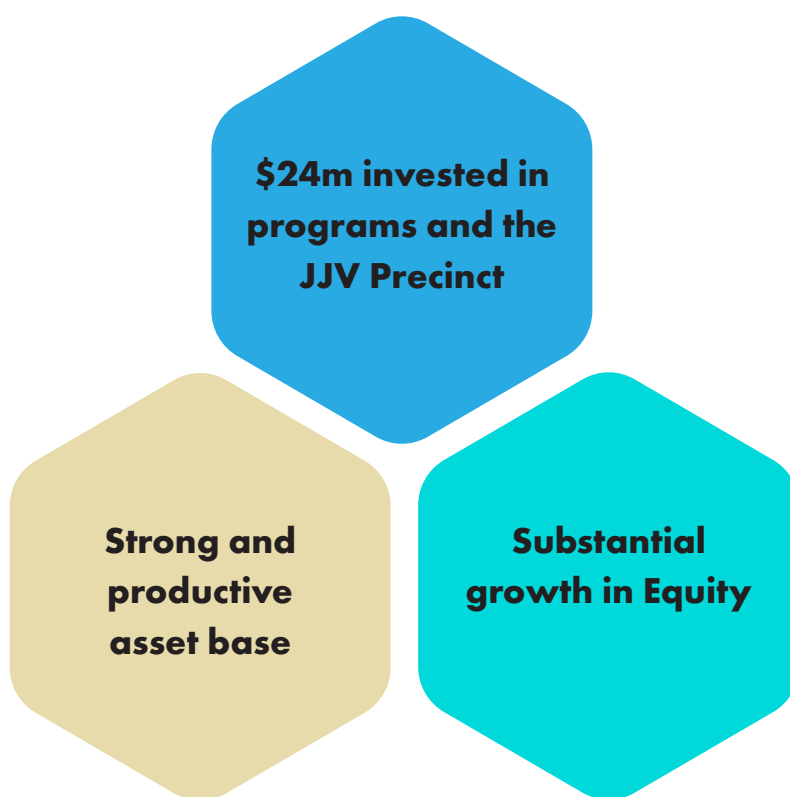 $24m invested in
programs and the
JJV Precinct
Strong and
productive
asset base
Substantial
growth in Equity